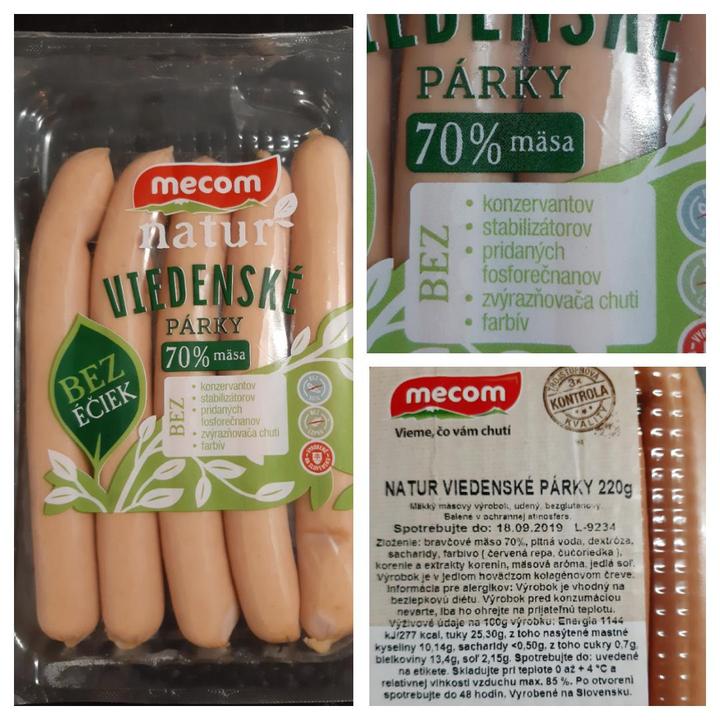 mecom
natur
VIEDENSKÉ
PÁRKY
70% mäsa
BEZ
ÉČIEK
BEZ
• konzervantov
• stabilizátorov
• pridaných
fosforečnanov
• zvýrazňovača chuti
• farbív
VIEDENSKÉ
PÁRKY
70% mäsa
BEZ
• konzervantov
• stabilizátorov
• pridaných
fosforečnanov
• zvýrazňovača chuti
• farbív
mecom
Vieme, čo vám chutí
TROJSTUPŇOVÁ
3x
KONTROLA
KVALITY
NATUR VIEDENSKÉ PÁRKY 220g
Mäkký mäsový výrobok, údený, bezgluténový.
Balené v ochrannej atmosfére.
Spotrebujte do: 18.09.2019 L-9234
Zloženie: bravčové mäso 70%, pitná voda, dextróza,
sacharidy, farbivo ( červená repa, čučoriedka ),
korenie a extrakty korenín, mäsová aróma, jedlá soľ.
Výrobok je v jedlom hovädzom kolagénovom čreve.
Informácia pre alergikov: Výrobok je vhodný na
bezlepkovú diétu. Výrobok pred konzumáciou
nevarte, iba ho ohrejte na prijateľnú teplotu.
Výživové údaje na 100g výrobku: Energia 1144
kJ/277 kcal, tuky 25,30g, z toho nasýtené mastné
kyseliny 10,14g, sacharidy <0,50g, z toho cukry 0,7g,
bielkoviny 13,4g, soľ 2,15g. Spotrebujte do: uvedené
na etikete. Skladujte pri teplote 0 až + 4 °C a
relatívnej vlhkosti vzduchu max. 85 %. Po otvorení
spotrebujte do 48 hodín. Vyrobené na Slovensku.